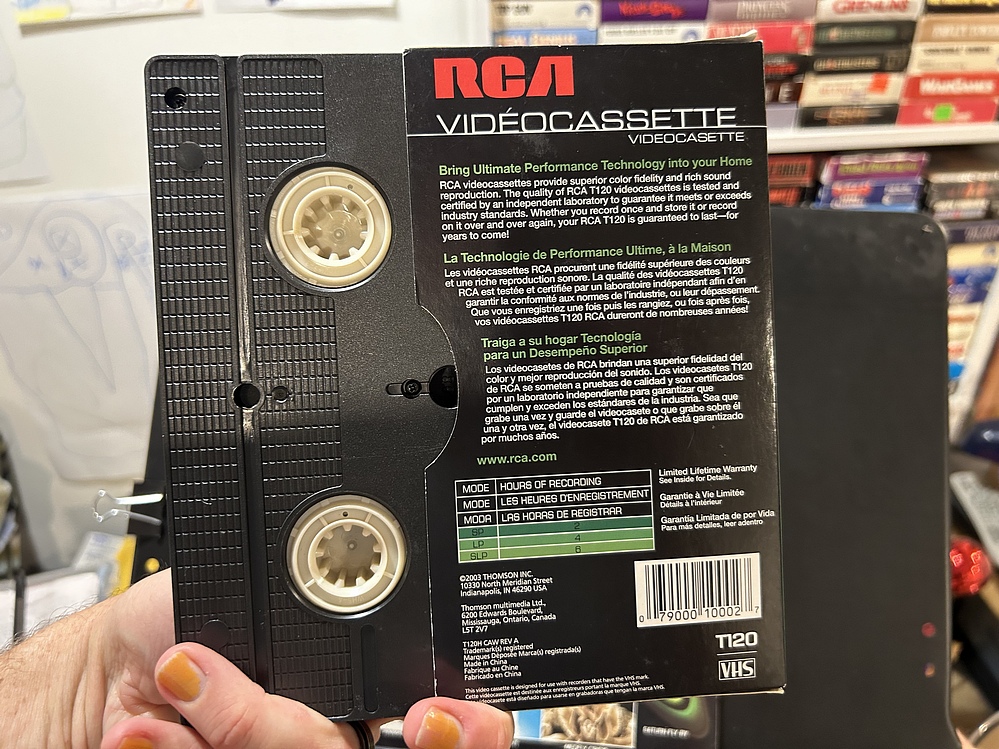 GREMLINS
WARGAMES
RCA
VIDÉOCASSETTE
VIDEOCASETTE
Bring Ultimate Performance Technology into your Home
RCA videocassettes provide superior color fidelity and rich sound
reproduction. The quality of RCA T120 videocassettes is tested and
certified by an independent laboratory to guarantee it meets or exceeds
industry standards. Whether you record once and store it or record
on it over and over again, your RCA T120 is guaranteed to last—for
years to come!
La Technologie de Performance Ultime, à la Maison
Les vidéocassettes RCA procurent une fidélité supérieure des couleurs
et une riche reproduction sonore. La qualité des vidéocassettes T120
RCA est testée et certifiée par un laboratoire indépendant afin d'en
garantir la conformité aux normes de l'industrie, ou leur dépassement.
Que vous enregistriez une fois puis les rangiez, ou fois après fois,
vos vidéocassettes T120 RCA dureront de nombreuses années!
Traiga a su hogar Tecnología
para un Desempeño Superior
Los videocasetes de RCA brindan una superior fidelidad del
color y mejor reproducción del sonido. Los videocasetes T120
de RCA se someten a pruebas de calidad y son certificados
por un laboratorio independiente para garantizar que
cumplen y exceden los estándares de la industria. Sea que
grabe una vez y guarde el videocasete o que grabe sobre él
una y otra vez, el videocasete T120 de RCA está garantizado
por muchos años.
www.rca.com
MODE HOURS OF RECORDING
MODE LES HEURES D'ENREGISTREMENT
MODA LAS HORAS DE REGISTRAR
SP 2
LP 4
SLP 6
Limited Lifetime Warranty
See Inside for Details.
Garantie à Vie Limitée
Détails à l'intérieur
Garantía Limitada de por Vida
Para más detalles, leer adentro
©2003 THOMSON INC.
10330 North Meridian Street
Indianapolis, IN 46290 USA
Thomson multimedia Ltd.,
6200 Edwards Boulevard,
Mississauga, Ontario, Canada
L5T 2V7
T120H CAW REV A
Trademark(s) registered
Marques Déposée Marca(s) registrada(s)
Made in China
Fabriqué au Chine
Fabricado en China
0 79000 10002 7
T120
VHS
This video cassette is designed for use with recorders that have the VHS mark.
Cette vidéocassette est destinée aux enregistreurs portant la marque VHS.
videocasete está diseñado para usarse en grabadoras que tengan la marca VHS.